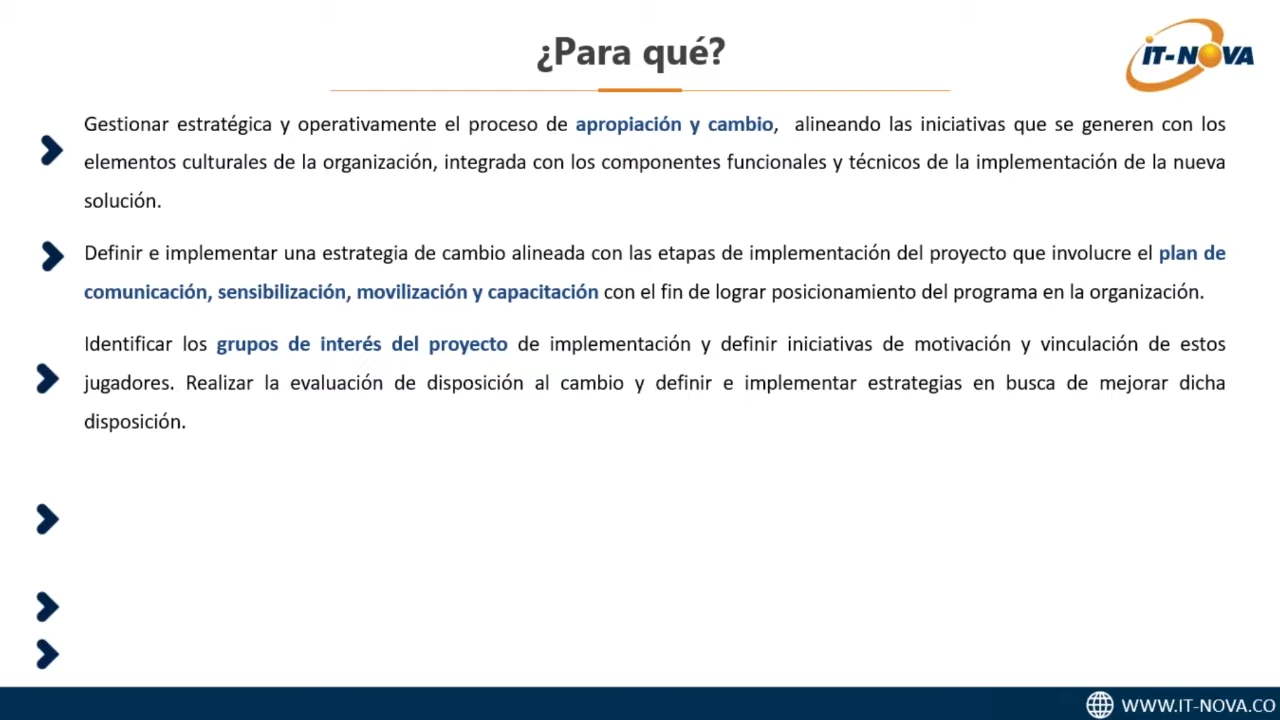 ¿Para qué?
IT-NOVA
Gestionar estratégica y operativamente el proceso de apropiación y cambio, alineando las iniciativas que se generen con los
elementos culturales de la organización, integrada con los componentes funcionales y técnicos de la implementación de la nueva
solución.
Definir e implementar una estrategia de cambio alineada con las etapas de implementación del proyecto que involucre el plan de
comunicación, sensibilización, movilización y capacitación con el fin de lograr posicionamiento del programa en la organización.
Identificar los grupos de interés del proyecto de implementación y definir iniciativas de motivación y vinculación de estos
jugadores. Realizar la evaluación de disposición al cambio y definir e implementar estrategias en busca de mejorar dicha
disposición.
WWW.IT-NOVA.CO